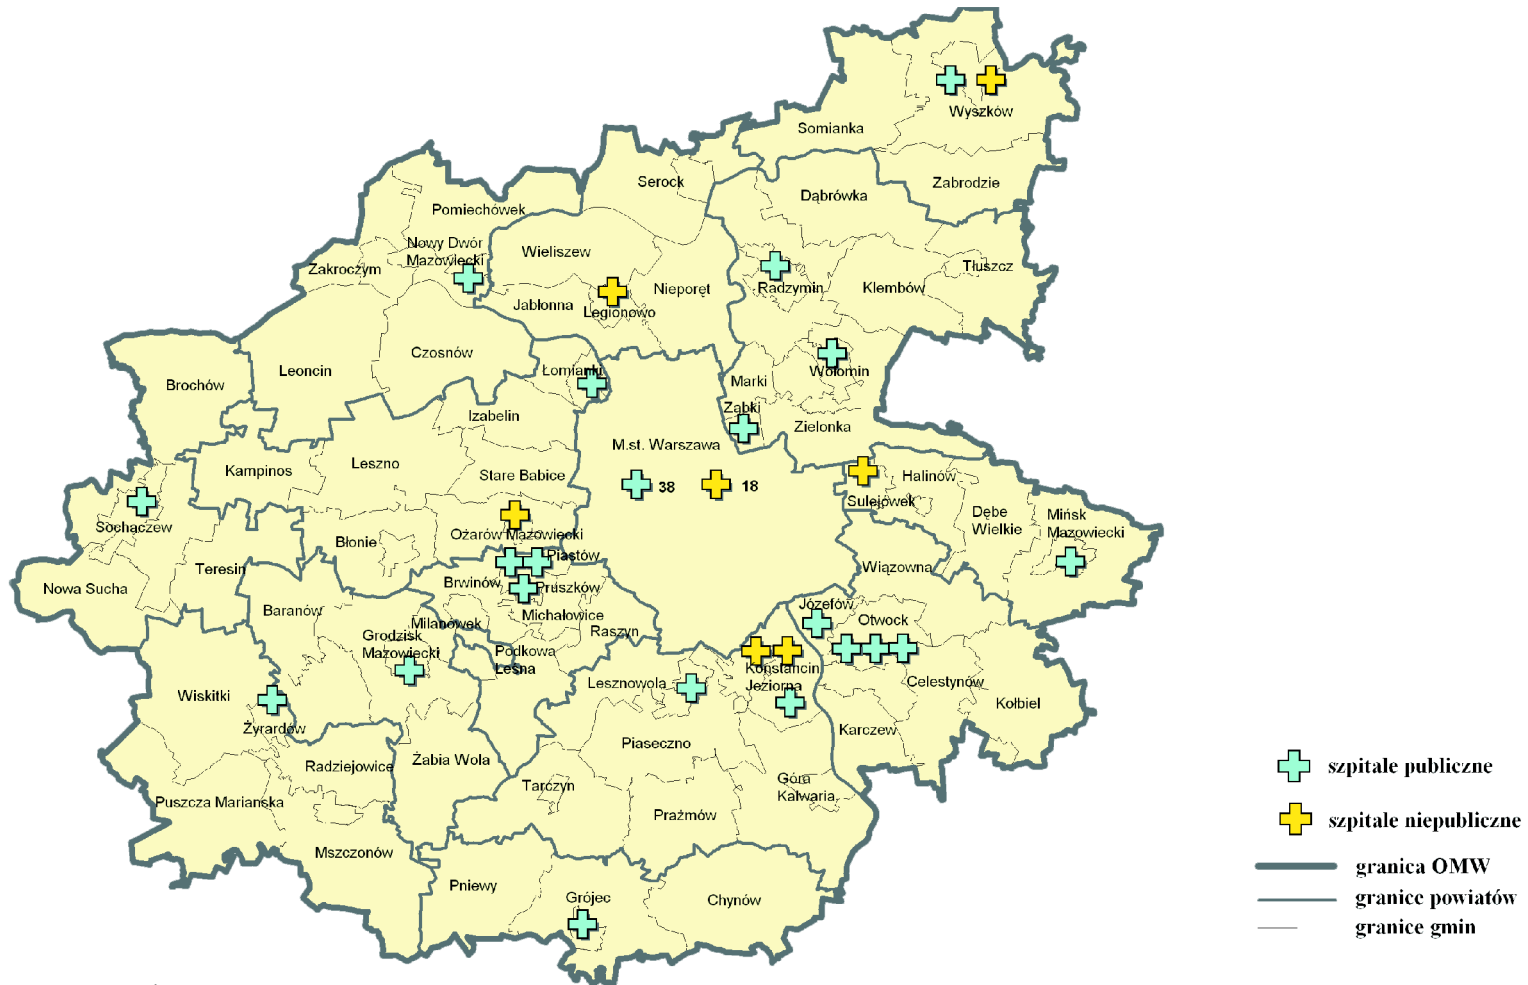 Wyszków
Somianka
Zabrodzie
Serock
Dąbrówka
Pomiechówek
Nowy Dwór
Mazowiecki
Wieliszew
Zakroczym
Tłuszcz
Radzymin
Klembów
Nieporęt
Jabłonna
Legionowo
Czosnów
Leoncin
Brochów
Łomianki
Wołomin
Marki
Ząbki
Zielonka
Izabelin
M.st. Warszawa
Leszno
Kampinos
Stare Babice
38
18
Halinów
Sulejówek
Dębe
Wielkie
Mińsk
Mazowiecki
Sochaczew
Ożarów Mazowiecki
Błonie
Piastów
Teresin
Nowa Sucha
Wiązowna
Brwinów
Pruszków
Baranów
Józefów
Otwock
Michałowice
Milanówek
Raszyn
Grodzisk
Mazowiecki
Podkowa
Leśna
Konstancin
Jeziorna
Lesznowola
Celestynów
Wiskitki
Kołbiel
Żyrardów
Karczew
Piaseczno
Żabia Wola
Radziejowice
Góra
Kalwaria
Tarczyn
Puszcza Marianska
Prażmów
Mszczonów
Pniewy
Grójec
Chynów
szpitale publiczne
szpitale niepubliczne
granica OMW
granice powiatów
granice gmin